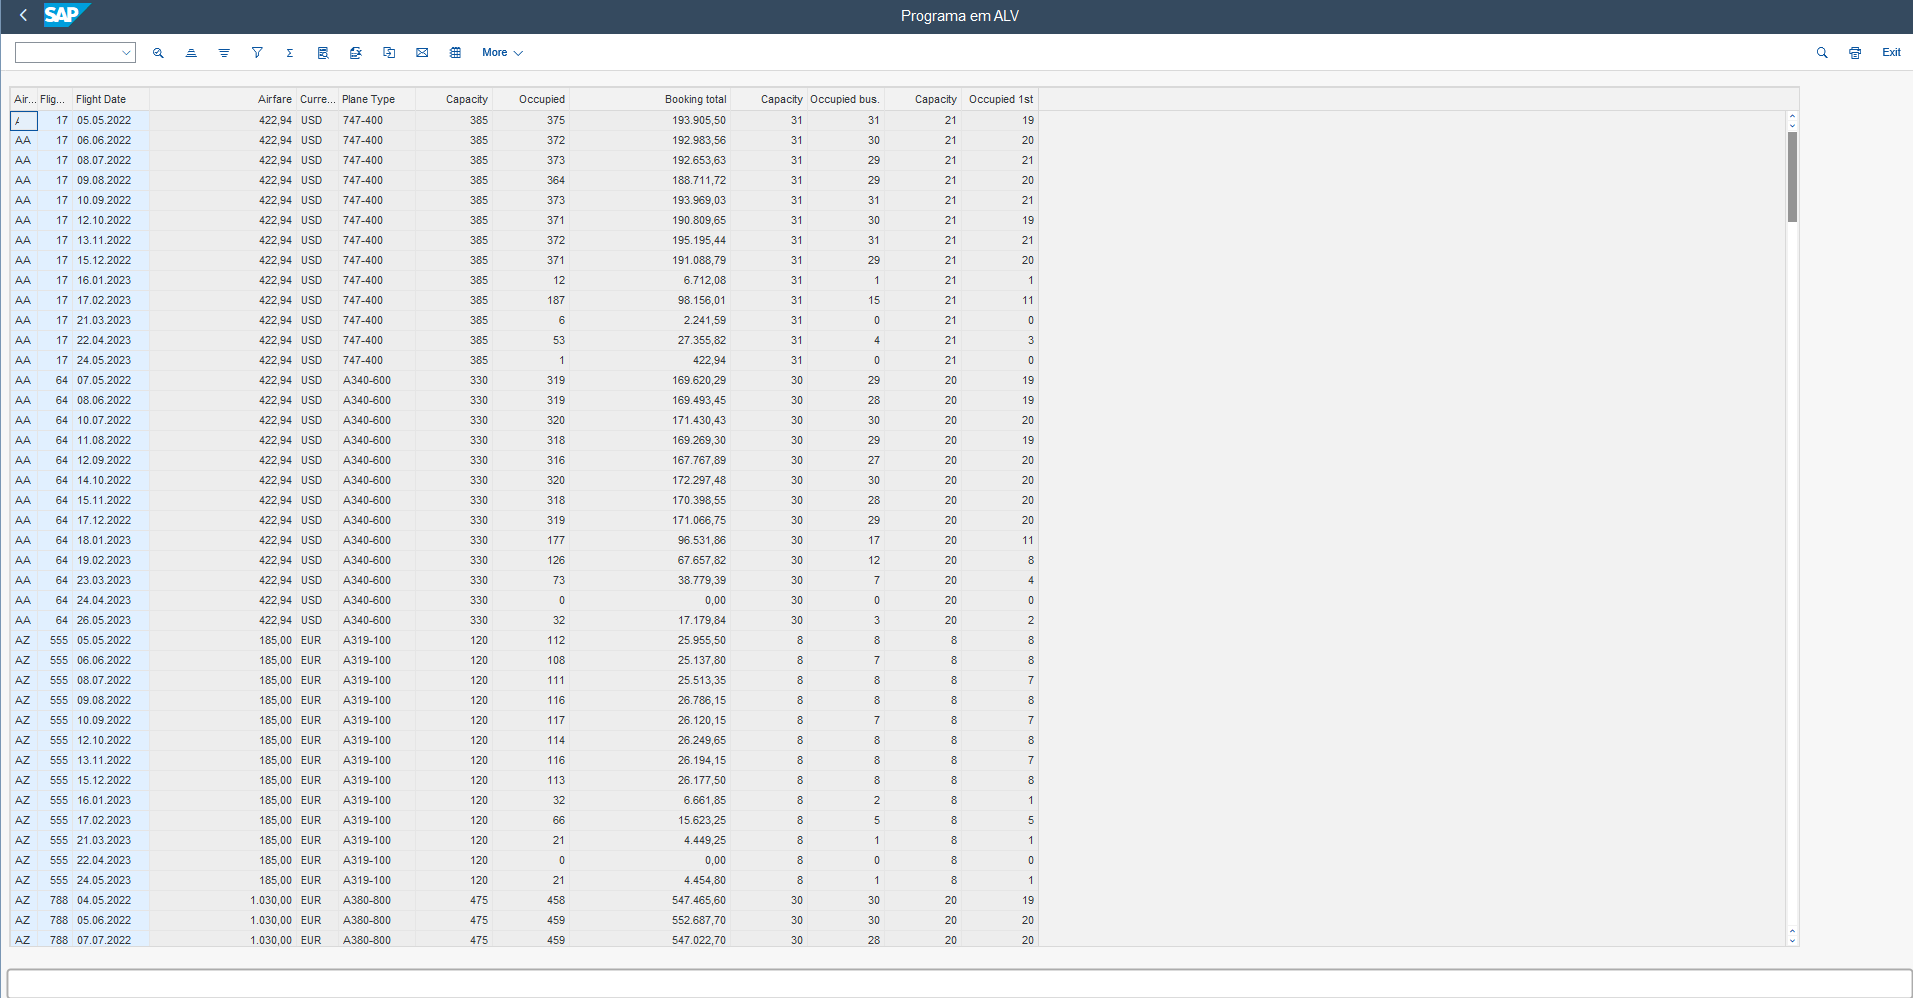 SAP
Programa em ALV
More
Exit
Air... Flig... Flight Date Airfare Curre... Plane Type Capacity Occupied Booking total Capacity Occupied bus. Capacity Occupied 1st
17 05.05.2022 422,94 USD 747-400 385 375 193.905,50 31 31 21 19
AA 17 06.06.2022 422,94 USD 747-400 385 372 192.983,56 31 30 21 20
AA 17 08.07.2022 422,94 USD 747-400 385 373 192.653,63 31 29 21 21
AA 17 09.08.2022 422,94 USD 747-400 385 364 188.711,72 31 29 21 20
AA 17 10.09.2022 422,94 USD 747-400 385 373 193.969,03 31 31 21 21
AA 17 12.10.2022 422,94 USD 747-400 385 371 190.809,65 31 30 21 19
AA 17 13.11.2022 422,94 USD 747-400 385 372 195.195,44 31 31 21 21
AA 17 15.12.2022 422,94 USD 747-400 385 371 191.088,79 31 29 21 20
AA 17 16.01.2023 422,94 USD 747-400 385 12 6.712,08 31 1 21 1
AA 17 17.02.2023 422,94 USD 747-400 385 187 98.156,01 31 15 21 11
AA 17 21.03.2023 422,94 USD 747-400 385 6 2.241,59 31 0 21 0
AA 17 22.04.2023 422,94 USD 747-400 385 53 27.355,82 31 4 21 3
AA 17 24.05.2023 422,94 USD 747-400 385 1 422,94 31 0 21 0
AA 64 07.05.2022 422,94 USD A340-600 330 319 169.620,29 30 29 20 19
AA 64 08.06.2022 422,94 USD A340-600 330 319 169.493,45 30 28 20 19
AA 64 10.07.2022 422,94 USD A340-600 330 320 171.430,43 30 30 20 20
AA 64 11.08.2022 422,94 USD A340-600 330 318 169.269,30 30 29 20 19
AA 64 12.09.2022 422,94 USD A340-600 330 316 167.767,89 30 27 20 20
AA 64 14.10.2022 422,94 USD A340-600 330 320 172.297,48 30 30 20 20
AA 64 15.11.2022 422,94 USD A340-600 330 318 170.398,55 30 28 20 20
AA 64 17.12.2022 422,94 USD A340-600 330 319 171.066,75 30 29 20 20
AA 64 18.01.2023 422,94 USD A340-600 330 177 96.531,86 30 17 20 11
AA 64 19.02.2023 422,94 USD A340-600 330 126 67.657,82 30 12 20 8
AA 64 23.03.2023 422,94 USD A340-600 330 73 38.779,39 30 7 20 4
AA 64 24.04.2023 422,94 USD A340-600 330 0 0,00 30 0 20 0
AA 64 26.05.2023 422,94 USD A340-600 330 32 17.179,84 30 3 20 2
AZ 555 05.05.2022 185,00 EUR A319-100 120 112 25.955,50 8 8 8 8
AZ 555 06.06.2022 185,00 EUR A319-100 120 108 25.137,80 8 7 8 8
AZ 555 08.07.2022 185,00 EUR A319-100 120 111 25.513,35 8 8 8 7
AZ 555 09.08.2022 185,00 EUR A319-100 120 116 26.786,15 8 8 8 8
AZ 555 10.09.2022 185,00 EUR A319-100 120 117 26.120,15 8 7 8 7
AZ 555 12.10.2022 185,00 EUR A319-100 120 114 26.249,65 8 8 8 8
AZ 555 13.11.2022 185,00 EUR A319-100 120 116 26.194,15 8 8 8 7
AZ 555 15.12.2022 185,00 EUR A319-100 120 113 26.177,50 8 8 8 8
AZ 555 16.01.2023 185,00 EUR A319-100 120 32 6.661,85 8 2 8 1
AZ 555 17.02.2023 185,00 EUR A319-100 120 66 15.623,25 8 5 8 5
AZ 555 21.03.2023 185,00 EUR A319-100 120 21 4.449,25 8 1 8 1
AZ 555 22.04.2023 185,00 EUR A319-100 120 0 0,00 8 0 8 0
AZ 555 24.05.2023 185,00 EUR A319-100 120 21 4.454,80 8 1 8 1
AZ 788 04.05.2022 1.030,00 EUR A380-800 475 458 547.465,60 30 30 20 19
AZ 788 05.06.2022 1.030,00 EUR A380-800 475 459 552.687,70 30 30 20 20
AZ 788 07.07.2022 1.030,00 EUR A380-800 475 459 547.022,70 30 28 20 20